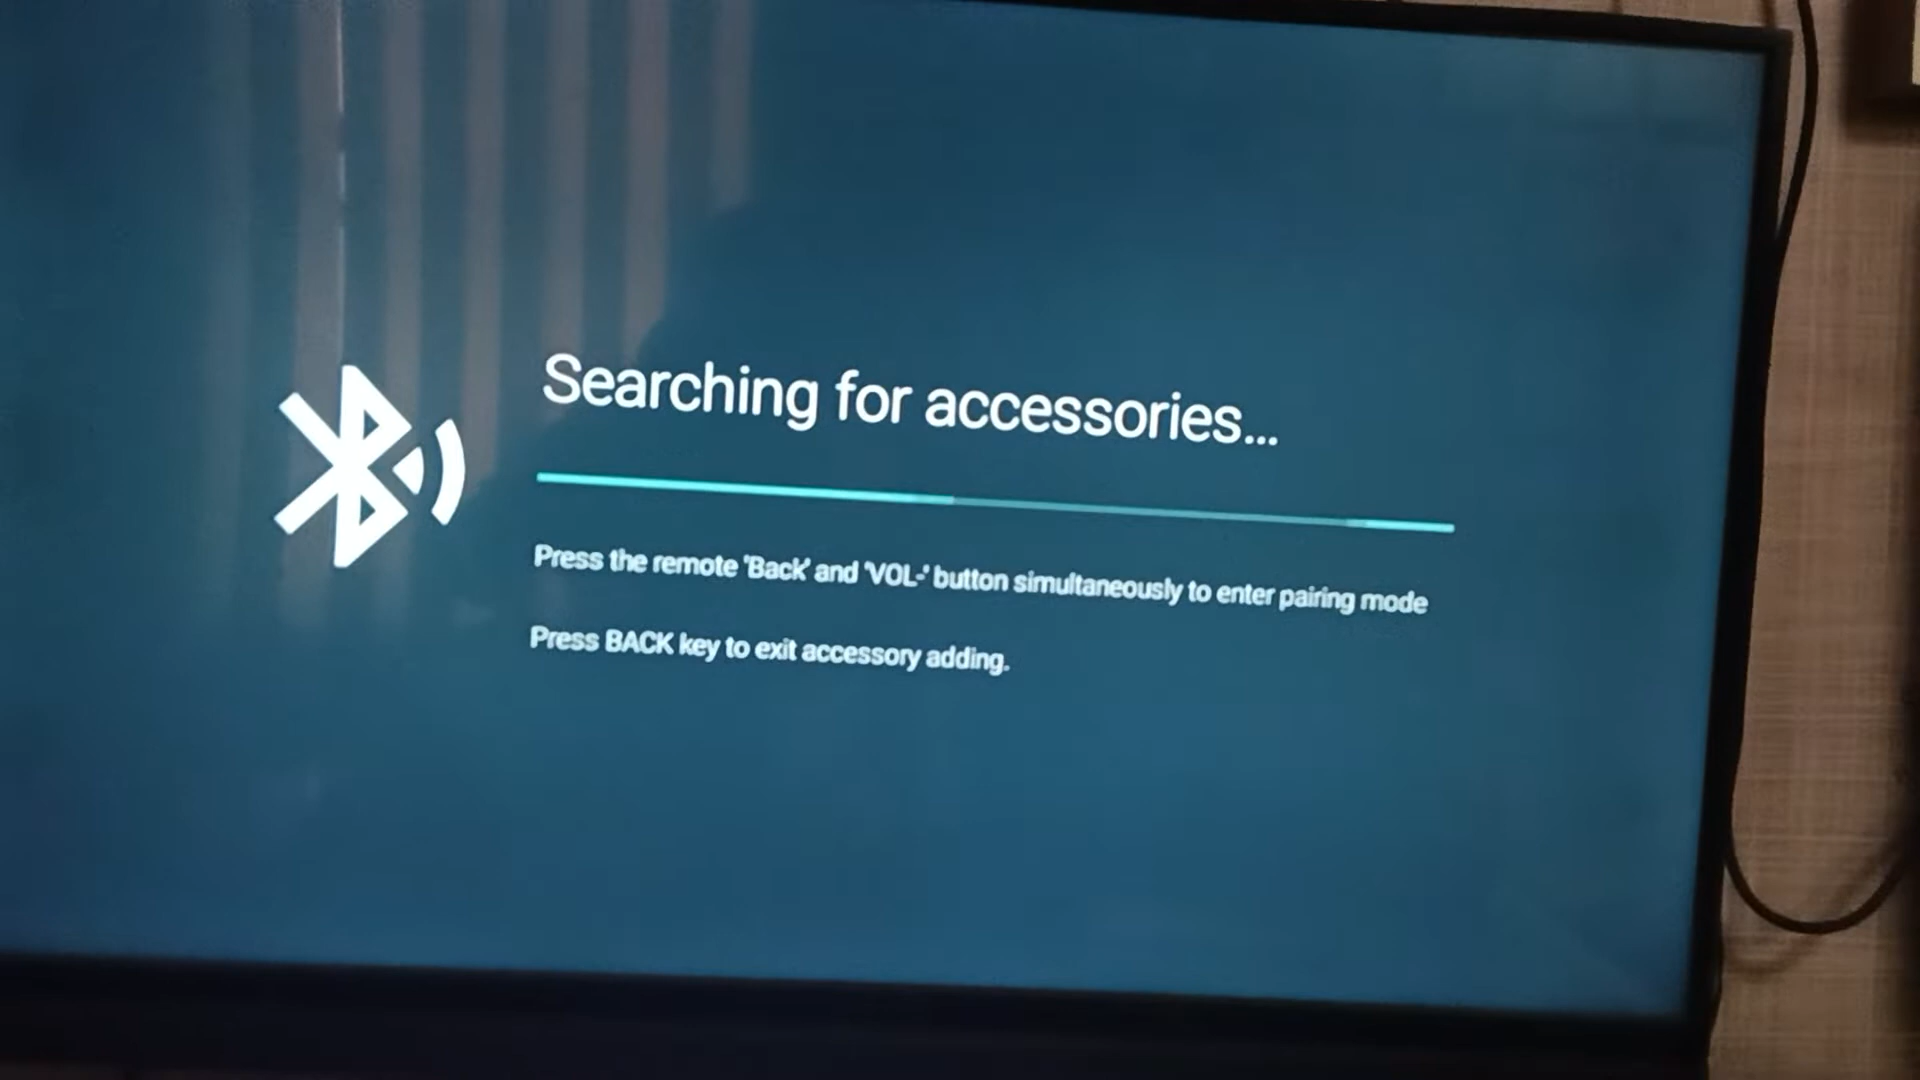 Searching for accessories...
Press the remote 'Back' and 'VOL-' button simultaneously to enter pairing mode
Press BACK key to exit accessory adding.